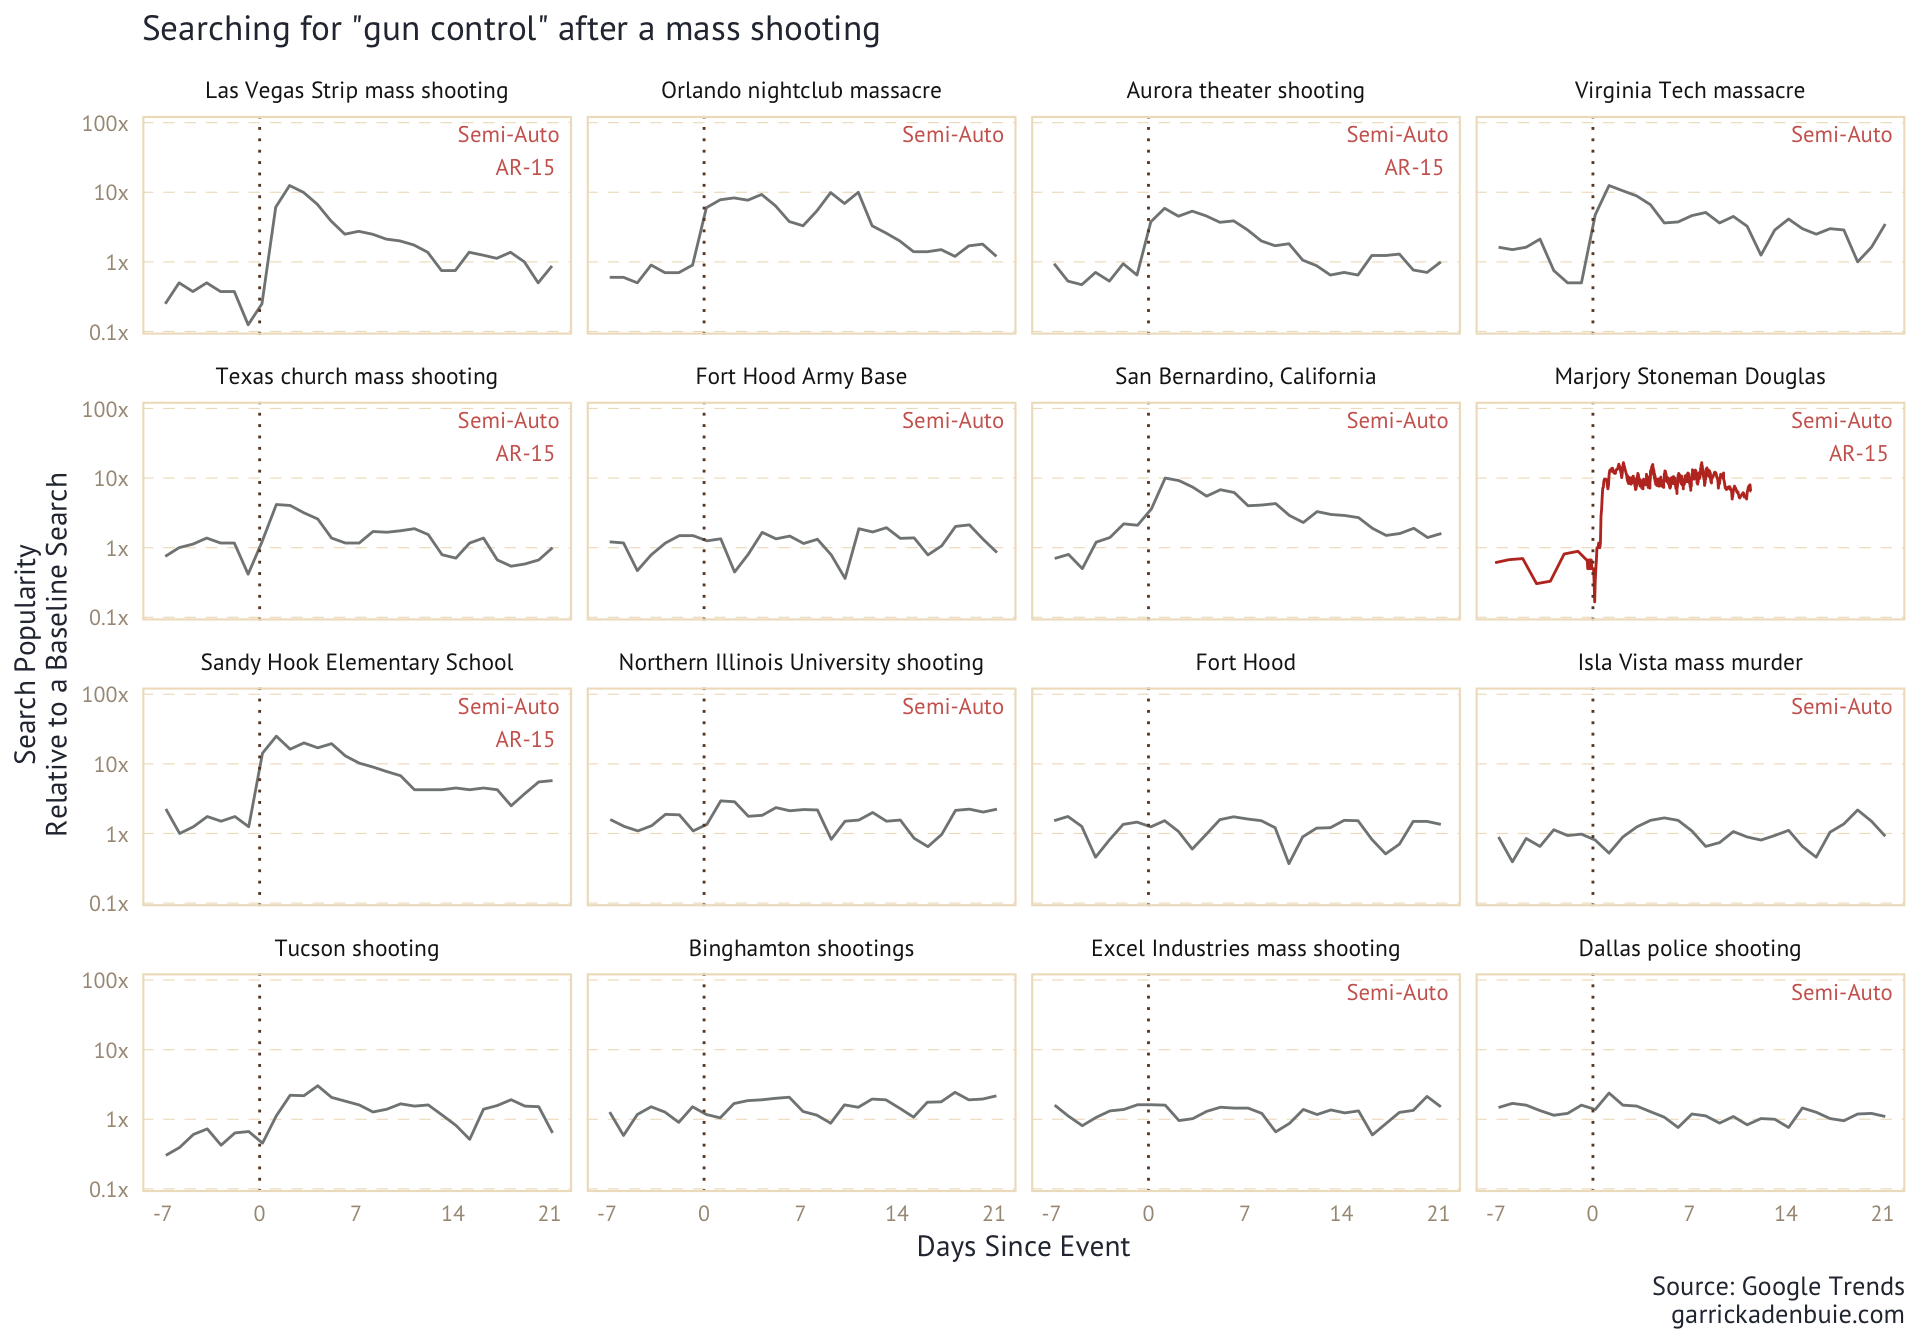 Searching for "gun control" after a mass shooting
Las Vegas Strip mass shooting
Orlando nightclub massacre
Aurora theater shooting
Virginia Tech massacre
100x
10x
1x
0.1x
Semi-Auto
AR-15
Semi-Auto
Semi-Auto
AR-15
Semi-Auto
Texas church mass shooting
Fort Hood Army Base
San Bernardino, California
Marjory Stoneman Douglas
100x
10x
1x
0.1x
Semi-Auto
AR-15
Semi-Auto
Semi-Auto
Semi-Auto
AR-15
Search Popularity
Relative to a Baseline Search
Sandy Hook Elementary School
Northern Illinois University shooting
Fort Hood
Isla Vista mass murder
100x
10x
1x
0.1x
Semi-Auto
AR-15
Semi-Auto
Semi-Auto
Tucson shooting
Binghamton shootings
Excel Industries mass shooting
Dallas police shooting
100x
10x
1x
0.1x
Semi-Auto
Semi-Auto
-7 0 7 14 21
-7 0 7 14 21
-7 0 7 14 21
-7 0 7 14 21
Days Since Event
Source: Google Trends
garrickadenbuie.com